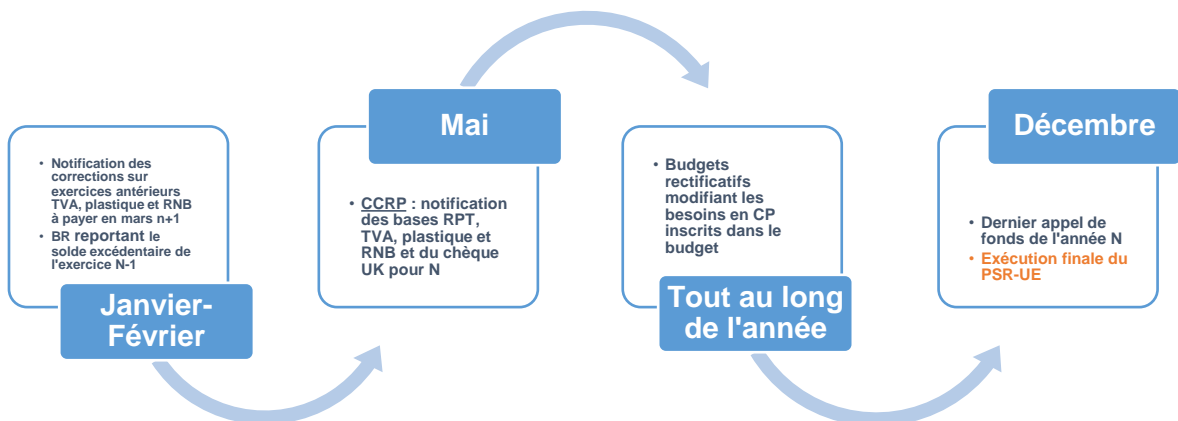 • Notification des
corrections sur
exercices antérieurs
TVA, plastique et RNB
à payer en mars n+1
• BR reportant le
solde excédentaire de
l'exercice N-1
Janvier-
Février
Mai
• CCRP : notification
des bases RPT,
TVA, plastique et
RNB et du chèque
UK pour N
• Budgets
rectificatifs
modifiant les
besoins en CP
inscrits dans le
budget
Tout au long
de l'année
Décembre
• Dernier appel de
fonds de l'année N
• Exécution finale du
PSR-UE